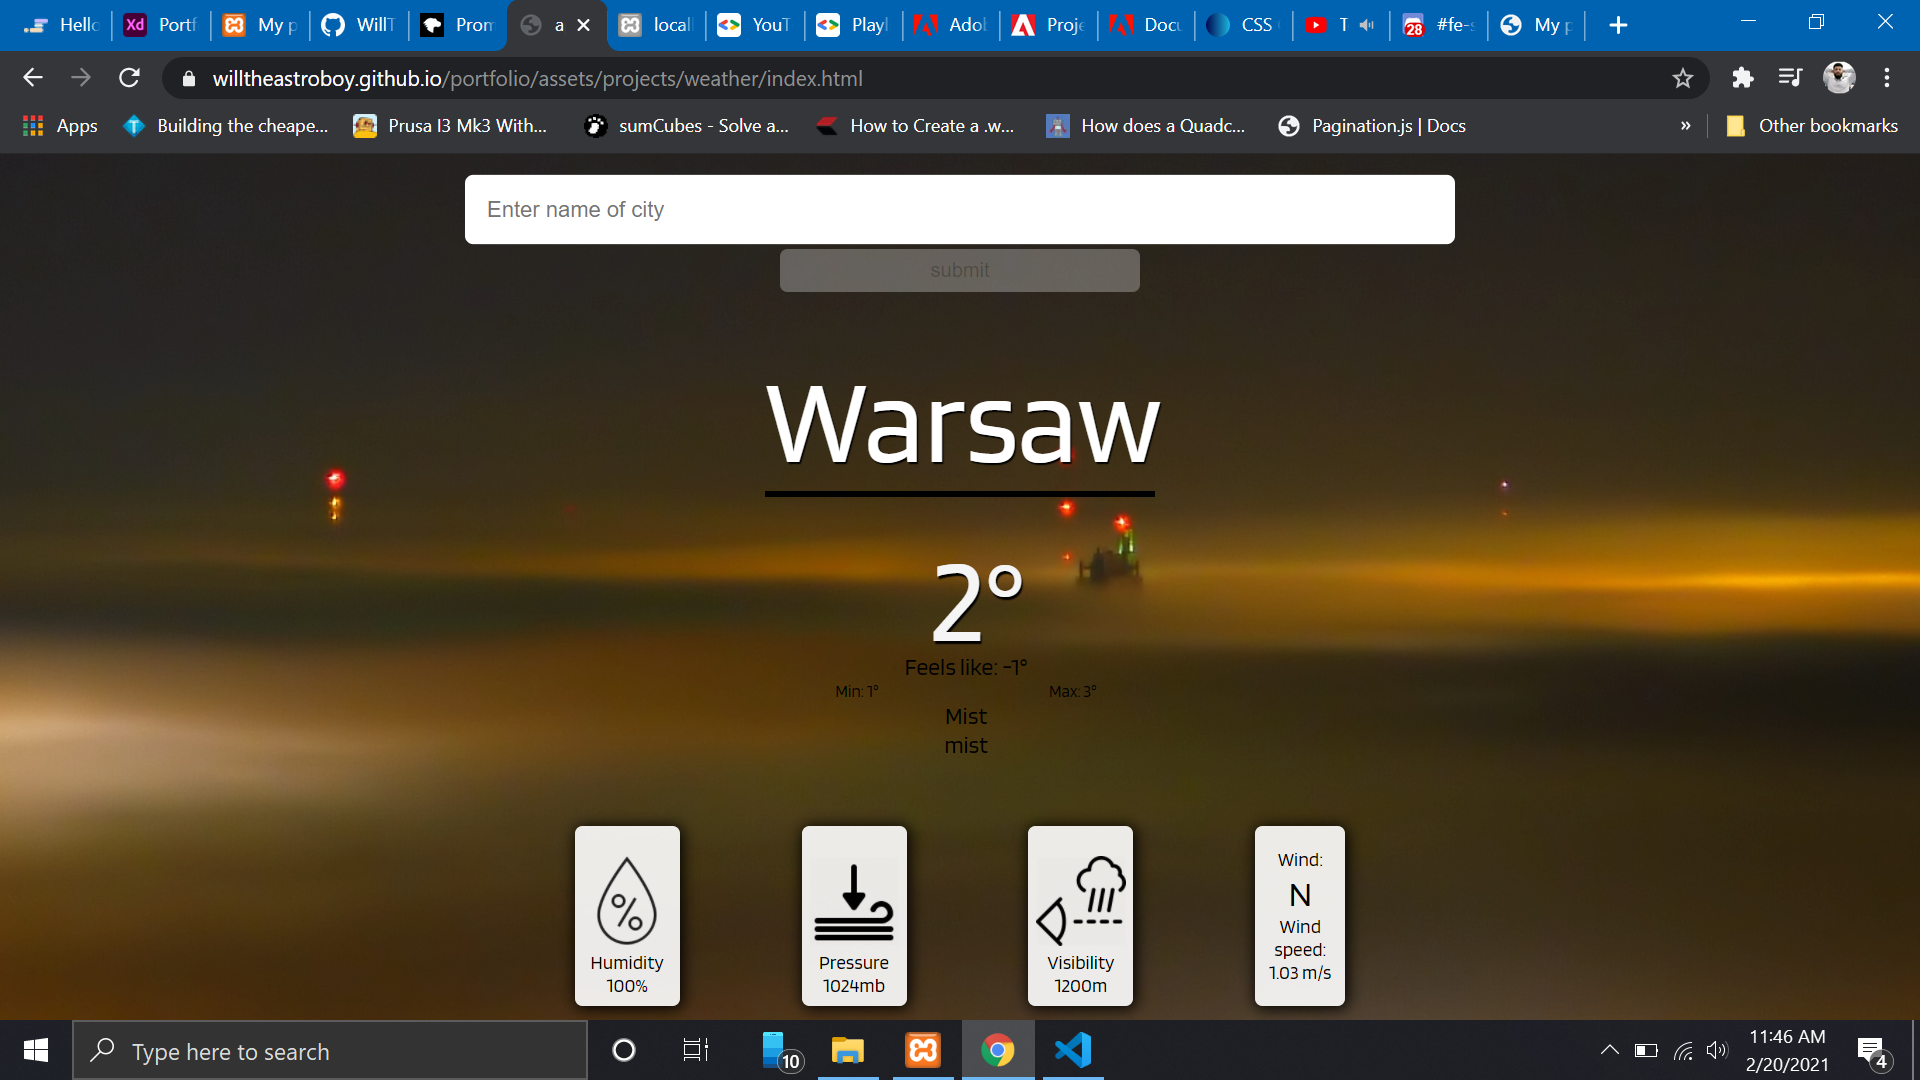 Hello
Xd Portf
My p
WillT
Prom
a
local
YouT
Playl
Adob
Proje
Docu
CSS
T
28 #fe-s
My p
willtheastroboy.github.io/portfolio/assets/projects/weather/index.html
Apps
Building the cheape...
Prusa I3 Mk3 With...
sumCubes - Solve a...
How to Create a .w...
How does a Quadc...
Pagination.js | Docs
»
Other bookmarks
Enter name of city
submit
Warsaw
2°
Feels like: -1°
Min: 1° Max: 3°
Mist
mist
%
Humidity
100%
Pressure
1024mb
Visibility
1200m
Wind:
N
Wind
speed:
1.03 m/s
Type here to search
10
11:46 AM
2/20/2021
4